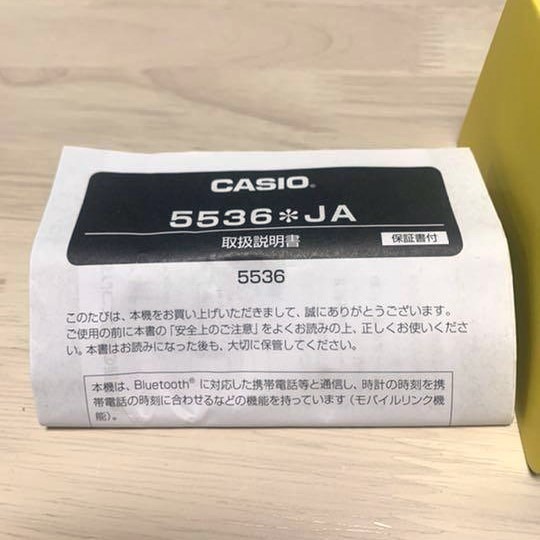 CASIO®
5536*JA
取扱説明書 保証書付
5536
このたびは、本機をお買い上げいただきまして、誠にありがとうございます。
ご使用の前に本書の「安全上のご注意」をよくお読みの上、正しくお使いくださ
い。本書はお読みになった後も、大切に保管してください。
本機は、Bluetooth® に対応した携帯電話等と通信し、時計の時刻を携
帯電話の時刻に合わせるなどの機能を持っています（モバイルリンク機
能）。